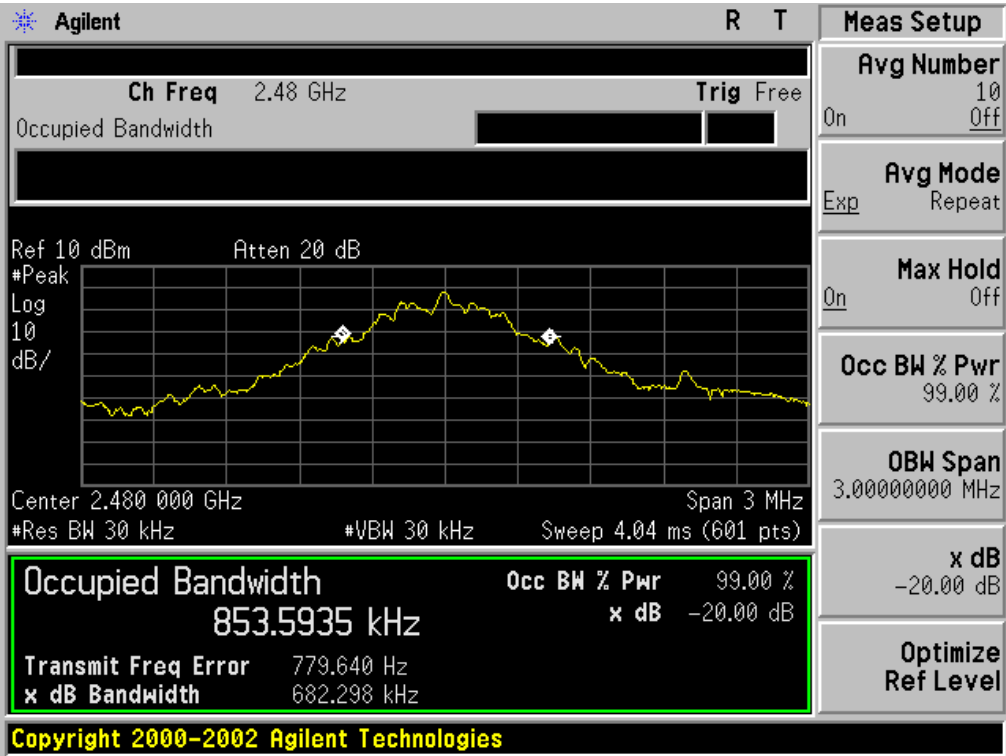 Agilent R T
Ch Freq 2.48 GHz Trig Free
Occupied Bandwidth
Ref 10 dBm Atten 20 dB
#Peak
Log
10
dB/
Center 2.480 000 GHz Span 3 MHz
#Res BW 30 kHz #VBW 30 kHz Sweep 4.04 ms (601 pts)
Occupied Bandwidth
853.5935 kHz
Occ BW % Pwr 99.00 %
x dB -20.00 dB
Transmit Freq Error 779.640 Hz
x dB Bandwidth 682.298 kHz
Copyright 2000-2002 Agilent Technologies
Meas Setup
Avg Number
10
On Off
Avg Mode
Exp Repeat
Max Hold
On Off
Occ BW % Pwr
99.00 %
OBW Span
3.00000000 MHz
x dB
-20.00 dB
Optimize
Ref Level